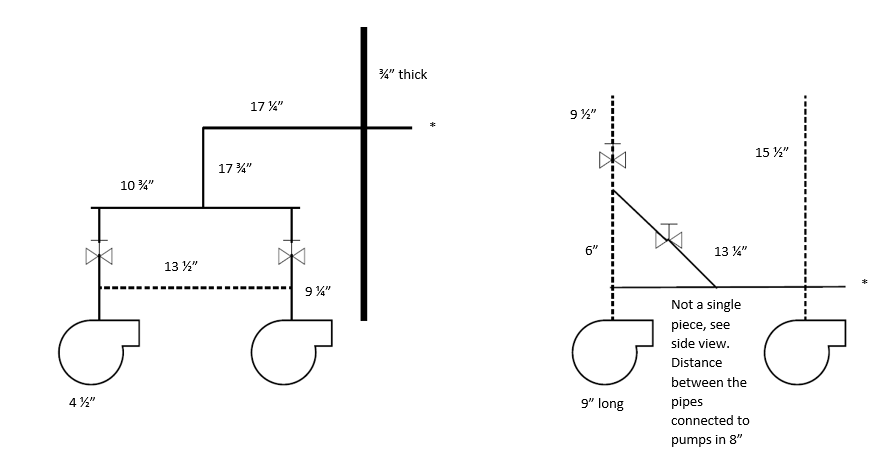 ¾” thick
17 ¼”
*
17 ¾”
10 ¾”
13 ½”
9 ¼”
4 ½”
9 ½”
15 ½”
6”
13 ¼”
*
Not a single
piece, see
side view.
Distance
between the
pipes
connected to
pumps in 8”
9” long